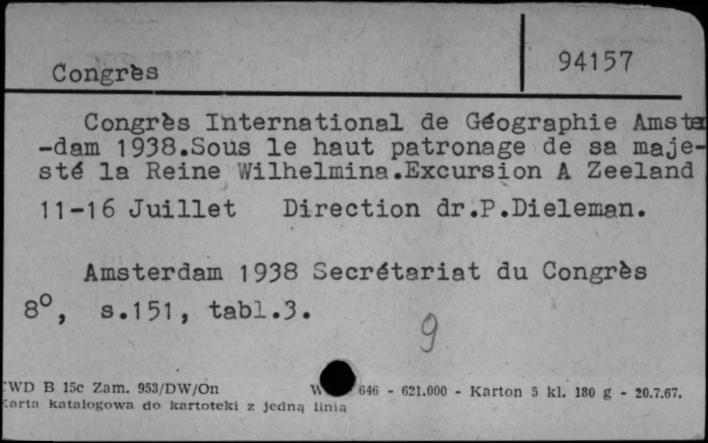 Congrès
94157
Congrès International de Géographie Amster
-dam 1938.Sous le haut patronage de sa maje-
sté la Reine Wilhelmina.Excursion A Zeeland
11-16 Juillet Direction dr.P.Dieleman.
Amsterdam 1938 Secrétariat du Congrès
8°, s.151, tabl.3.
9
CWD B 15c Zam. 953/DW/On 646 - 621.000 - Karton 5 kl. 180 g - 20.7.67.
Karta katalogowa do kartoteki z jedną linią